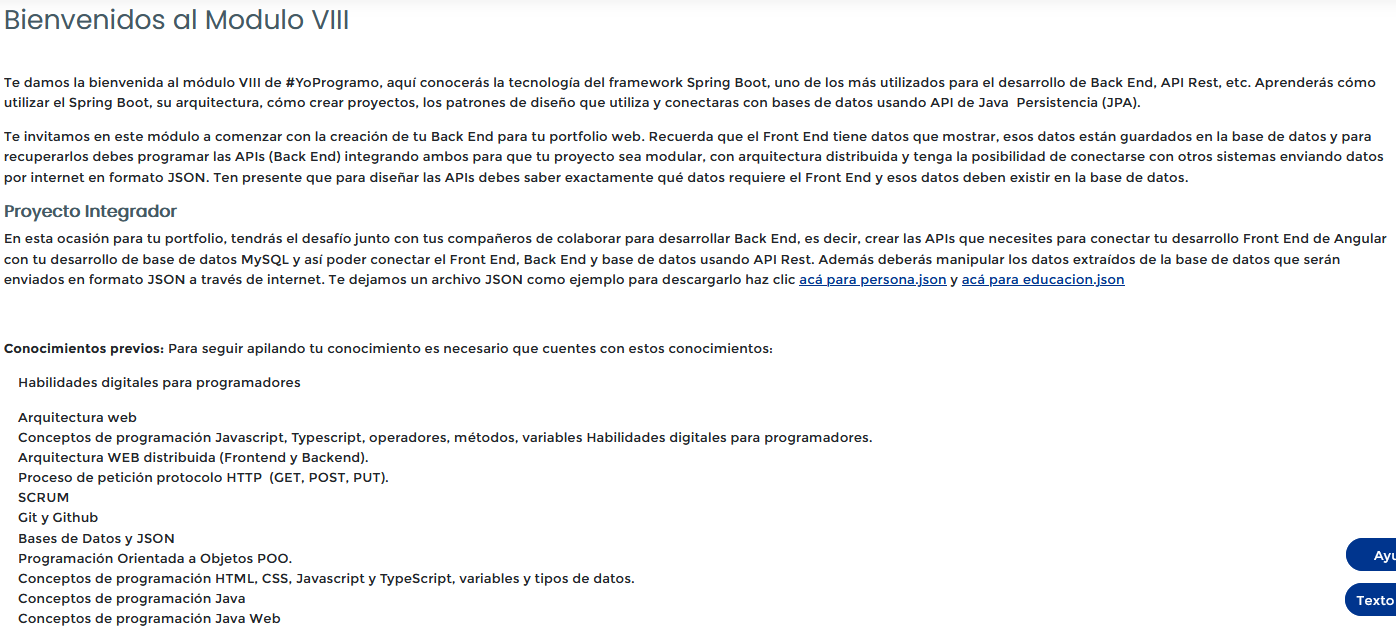 Bienvenidos al Modulo VIII
Te damos la bienvenida al módulo VIII de #YoProgramo, aquí conocerás la tecnología del framework Spring Boot, uno de los más utilizados para el desarrollo de Back End, API Rest, etc. Aprenderás cómo
utilizar el Spring Boot, su arquitectura, cómo crear proyectos, los patrones de diseño que utiliza y conectaras con bases de datos usando API de Java  Persistencia (JPA).
Te invitamos en este módulo a comenzar con la creación de tu Back End para tu portfolio web. Recuerda que el Front End tiene datos que mostrar, esos datos están guardados en la base de datos y para
recuperarlos debes programar las APIs (Back End) integrando ambos para que tu proyecto sea modular, con arquitectura distribuida y tenga la posibilidad de conectarse con otros sistemas enviando datos
por internet en formato JSON. Ten presente que para diseñar las APIs debes saber exactamente qué datos requiere el Front End y esos datos deben existir en la base de datos.
Proyecto Integrador
En esta ocasión para tu portfolio, tendrás el desafío junto con tus compañeros de colaborar para desarrollar Back End, es decir, crear las APIs que necesites para conectar tu desarrollo Front End de Angular
con tu desarrollo de base de datos MySQL y así poder conectar el Front End, Back End y base de datos usando API Rest. Además deberás manipular los datos extraídos de la base de datos que serán
enviados en formato JSON a través de internet. Te dejamos un archivo JSON como ejemplo para descargarlo haz clic acá para persona.json y acá para educacion.json
Conocimientos previos: Para seguir apilando tu conocimiento es necesario que cuentes con estos conocimientos:
Habilidades digitales para programadores
Arquitectura web
Conceptos de programación Javascript, Typescript, operadores, métodos, variables Habilidades digitales para programadores.
Arquitectura WEB distribuida (Frontend y Backend).
Proceso de petición protocolo HTTP  (GET, POST, PUT).
SCRUM
Git y Github
Bases de Datos y JSON
Programación Orientada a Objetos POO.
Conceptos de programación HTML, CSS, Javascript y TypeScript, variables y tipos de datos.
Conceptos de programación Java
Conceptos de programación Java Web
Texto